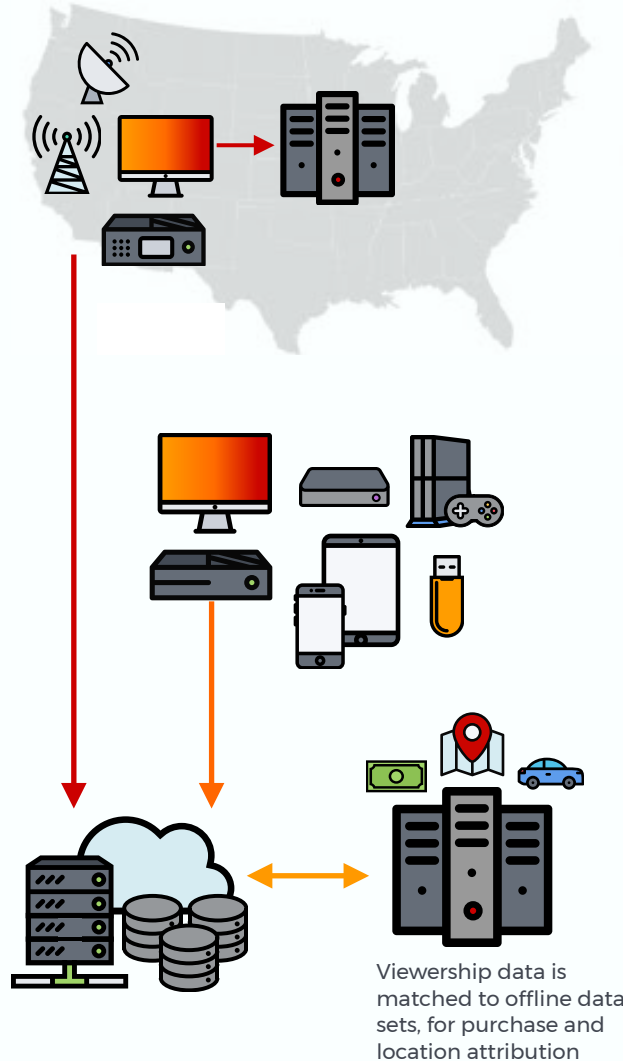 Viewership data is
matched to offline data
sets, for purchase and
location attribution